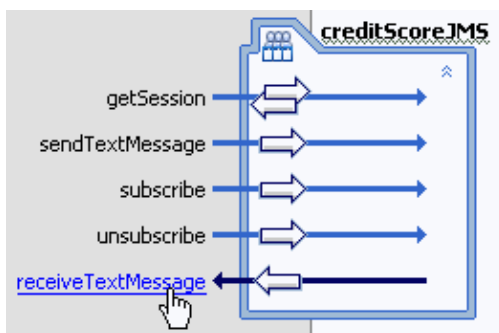 creditScoreJMS
getSession
sendTextMessage
subscribe
unsubscribe
receiveTextMessage